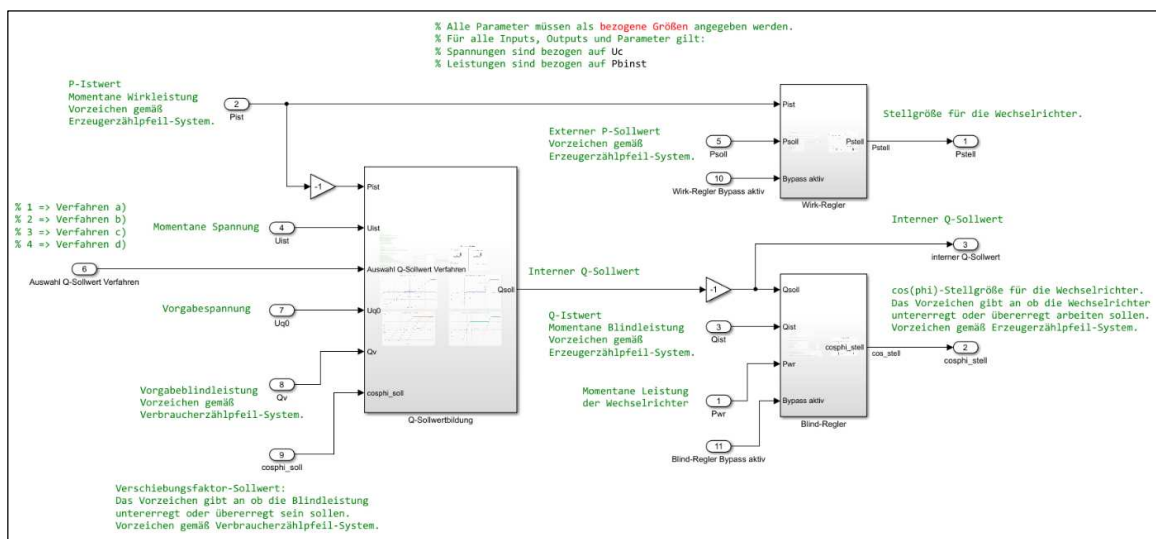 % Alle Parameter müssen als bezogene Größen angegeben werden.
% Für alle Inputs, Outputs und Parameter gilt:
% Spannungen sind bezogen auf Uc
% Leistungen sind bezogen auf Pbinst
P-Istwert
Momentane Wirkleistung
Vorzeichen gemäß
Erzeugerzählpfeil-System.
2
Pist
Pist
Stellgröße für die Wechselrichter.
Externer P-Sollwert
Vorzeichen gemäß
Erzeugerzählpfeil-System.
5
Psoll
Psoll
Pstell
Pstell
1
Pstell
10
Wirk-Regler Bypass aktiv
Bypass aktiv
Wirk-Regler
-1
PIst
% 1 => Verfahren a)
% 2 => Verfahren b)
% 3 => Verfahren c)
% 4 => Verfahren d)
Momentane Spannung
4
Uist
Uist
6
Auswahl Q-Sollwert Verfahren
Auswahl Q-Sollwert Verfahren
Vorgabespannung
7
Uq0
Uq0
Vorgabeblindleistung
Vorzeichen gemäß
Verbraucherzählpfeil-System.
8
Qv
Qv
9
cosphi_soll
cosphi_soll
Qsoll
Q-Sollwertbildung
Verschiebungsfaktor-Sollwert:
Das Vorzeichen gibt an ob die Blindleistung
untererregt oder übererregt sein sollen.
Vorzeichen gemäß Verbraucherzählpfeil-System.
Interner Q-Sollwert
-1
Interner Q-Sollwert
3
interner Q-Sollwert
Q-Istwert
Momentane Blindleistung
Vorzeichen gemäß
Erzeugerzählpfeil-System.
3
Qist
Momentane Leistung
der Wechselrichter
1
Pwr
11
Blind-Regler Bypass aktiv
Qsoll
Qist
Pwr
Bypass aktiv
cosphi_stell
Blind-Regler
cos_stell
cos(phi)-Stellgröße für die Wechselrichter.
Das Vorzeichen gibt an ob die Wechselrichter
untererregt oder übererregt arbeiten sollen.
Vorzeichen gemäß Erzeugerzählpfeil-System.
2
cosphi_stell